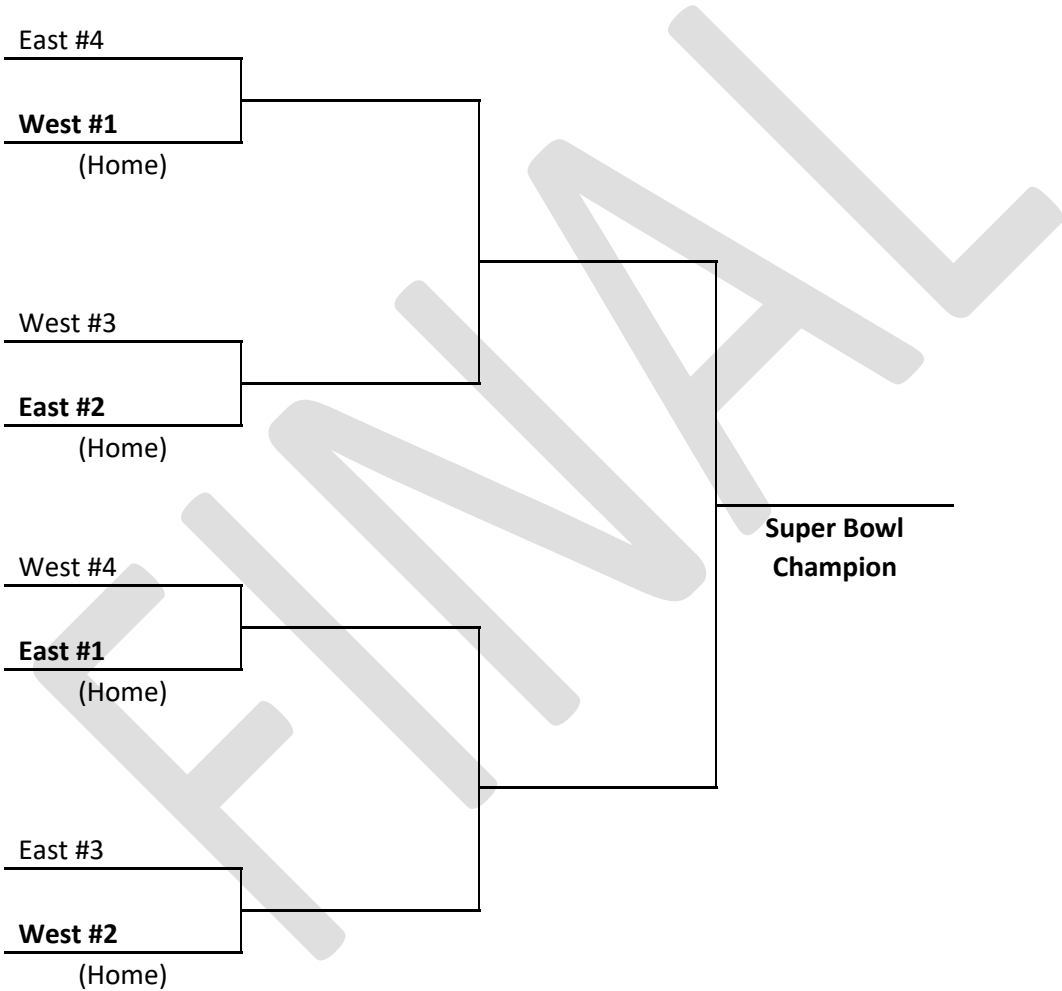 East #4
West #1
(Home)
West #3
East #2
(Home)
Super Bowl
Champion
West #4
East #1
(Home)
East #3
West #2
(Home)
FINAL